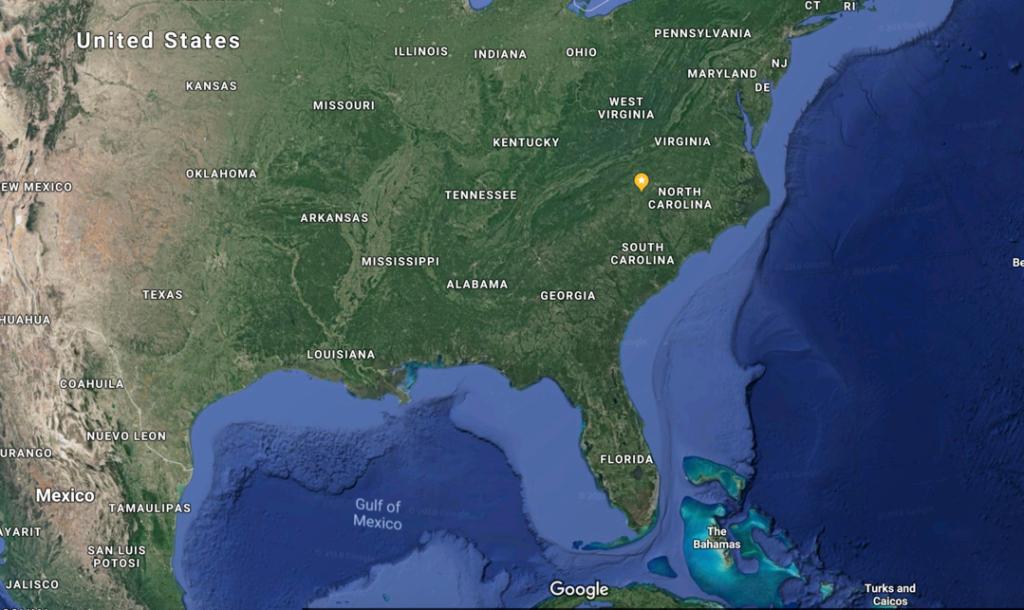 CT
RI
United States
PENNSYLVANIA
ILLINOIS
INDIANA
OHIO
NJ
MARYLAND
DE
KANSAS
MISSOURI
WEST
VIRGINIA
KENTUCKY
VIRGINIA
OKLAHOMA
EW MEXICO
TENNESSEE
NORTH
CAROLINA
ARKANSAS
SOUTH
CAROLINA
MISSISSIPPI
Be
ALABAMA
TEXAS
GEORGIA
HUAHUA
LOUISIANA
COAHUILA
NUEVO LEON
URANGO
FLORIDA
Mexico
TAMAULIPAS
Gulf of
Mexico
AYARIT
The
Bahamas
SAN LUIS
POTOSI
JALISCO
Google
Turks and
Caicos